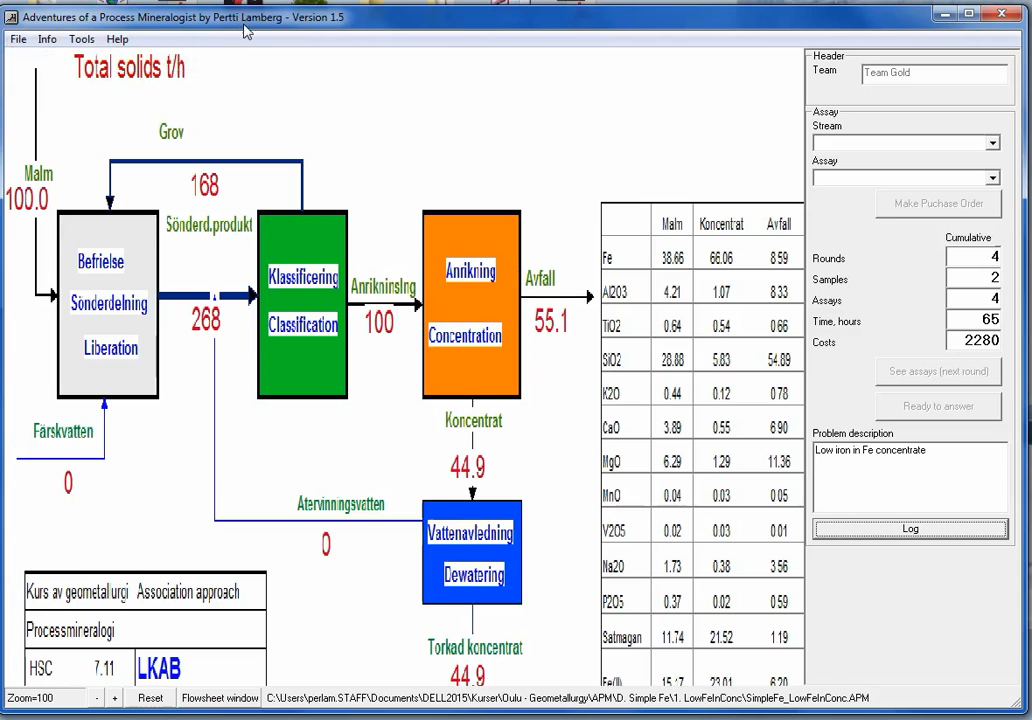 Adventures of a Process Mineralogist by Pertti Lamberg - Version 1.5
File Info Tools Help
Total solids t/h
Grov
168
Malm
100.0
Sönderd.produkt
Befrielse
Sönderdelning
Liberation
268
Klassificering
Classification
Anrikninslng
100
Anrikning
Concentration
Avfall
55.1
Färskvatten
0
Koncentrat
44.9
Atervinningsvatten
0
Vattenavledning
Dewatering
Torkad koncentrat
44.9
Kurs av geometallurgi Association approach
Processmineralogi
HSC 7.11 LKAB
Malm Koncentrat Avfall
Fe 38.66 66.06 8.59
Al2O3 4.21 1.07 8.33
TiO2 0.64 0.54 0.66
SiO2 28.88 5.83 54.89
K2O 0.44 0.12 0.78
CaO 3.89 0.55 6.90
MgO 6.29 1.29 11.36
MnO 0.04 0.03 0.05
V2O5 0.02 0.03 0.01
Na2O 1.73 0.38 3.56
P2O5 0.37 0.02 0.59
Satmagan 11.74 21.52 1.19
Fe(II) 15.17 23.01 6.20
Header
Team Team Gold
Assay
Stream
Assay
Make Puchase Order
Cumulative
Rounds 4
Samples 2
Assays 4
Time, hours 65
Costs 2280
See assays (next round)
Ready to answer
Problem description
Low iron in Fe concentrate
Log
Zoom=100 - + Reset Flowsheet window C:\Users\perlam.STAFF\Documents\DELL2015\Kurser\Oulu - Geometallurgy\APM\D. Simple Fe\1. LowFeInConc\SimpleFe_LowFeInConc.APM